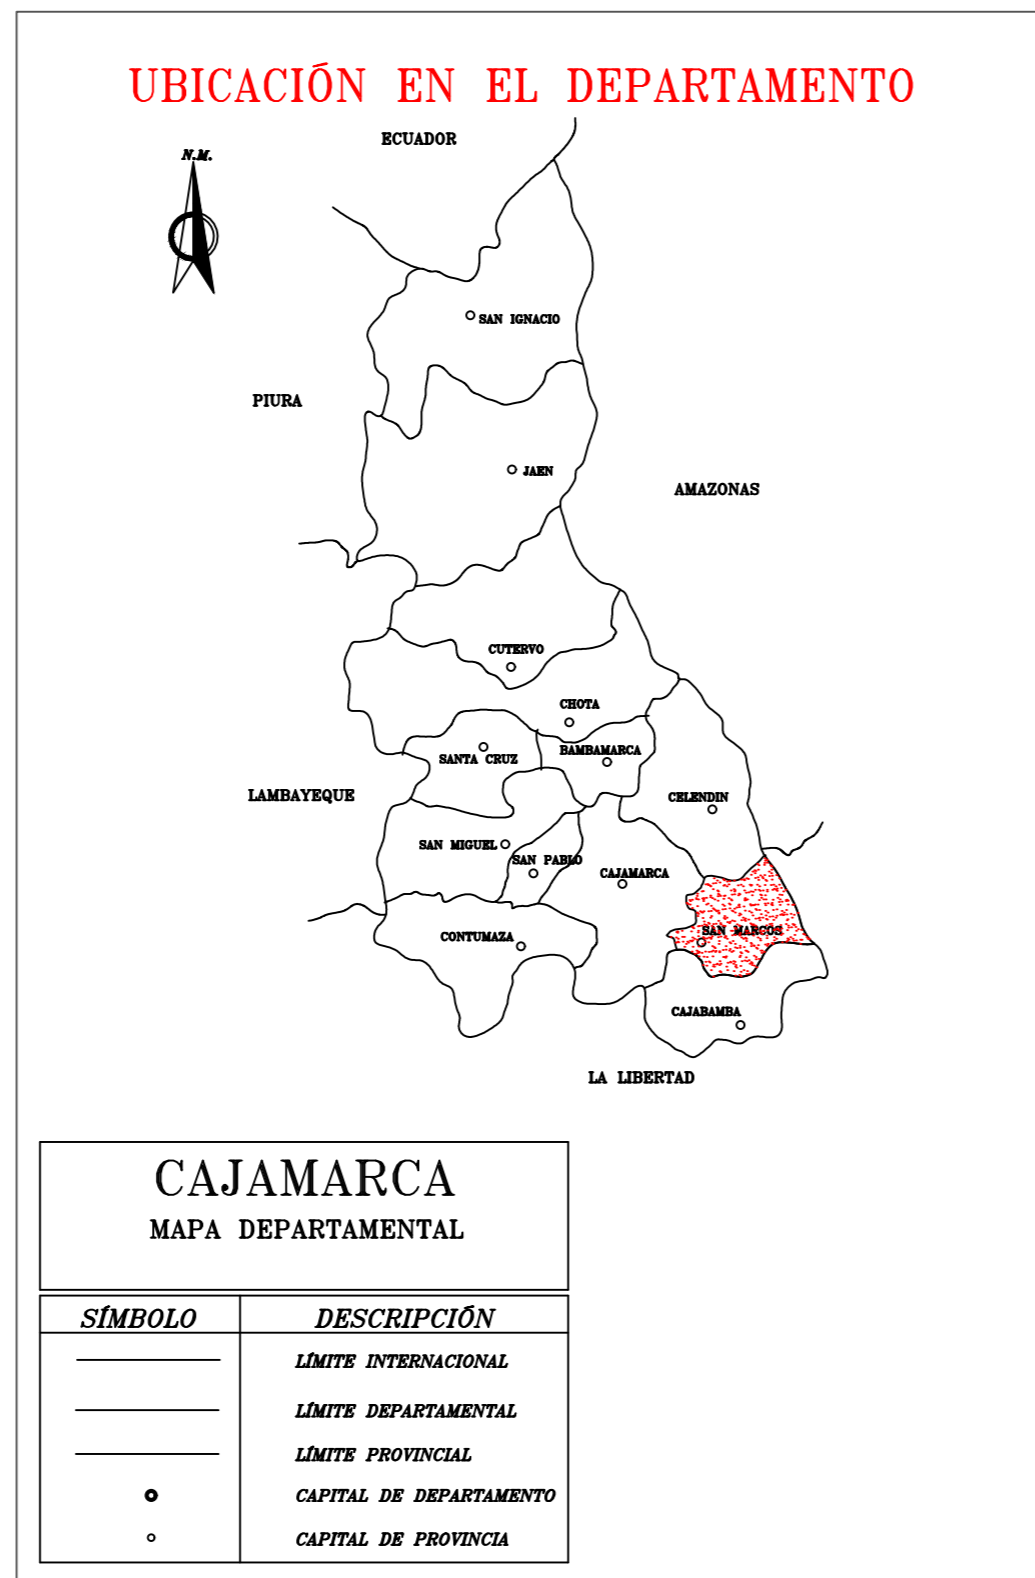 UBICACIÓN EN EL DEPARTAMENTO
ECUADOR
N.M.
SAN IGNACIO
PIURA
JAEN
AMAZONAS
CUTERVO
CHOTA
BAMBAMARCA
SANTA CRUZ
LAMBAYEQUE
CELENDIN
SAN MIGUEL
SAN PABLO
CAJAMARCA
SAN MARCOS
CONTUMAZA
CAJABAMBA
LA LIBERTAD
CAJAMARCA
MAPA DEPARTAMENTAL
SÍMBOLO DESCRIPCIÓN
LÍMITE INTERNACIONAL
LÍMITE DEPARTAMENTAL
LÍMITE PROVINCIAL
CAPITAL DE DEPARTAMENTO
CAPITAL DE PROVINCIA